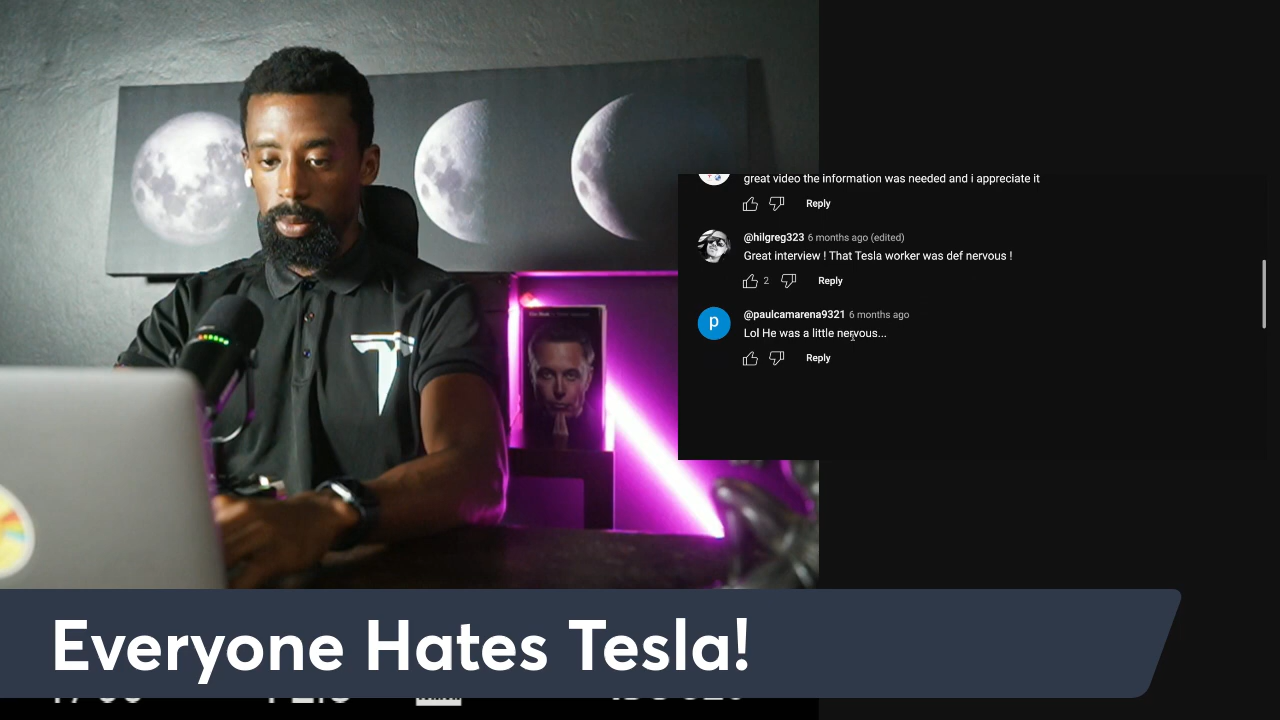 great video the information was needed and i appreciate it
Reply
@hilgreg323 6 months ago (edited)
Great interview ! That Tesla worker was def nervous !
2 Reply
P
@paulcamarena9321 6 months ago
Lol He was a little nervous...
Reply
Everyone Hates Tesla!